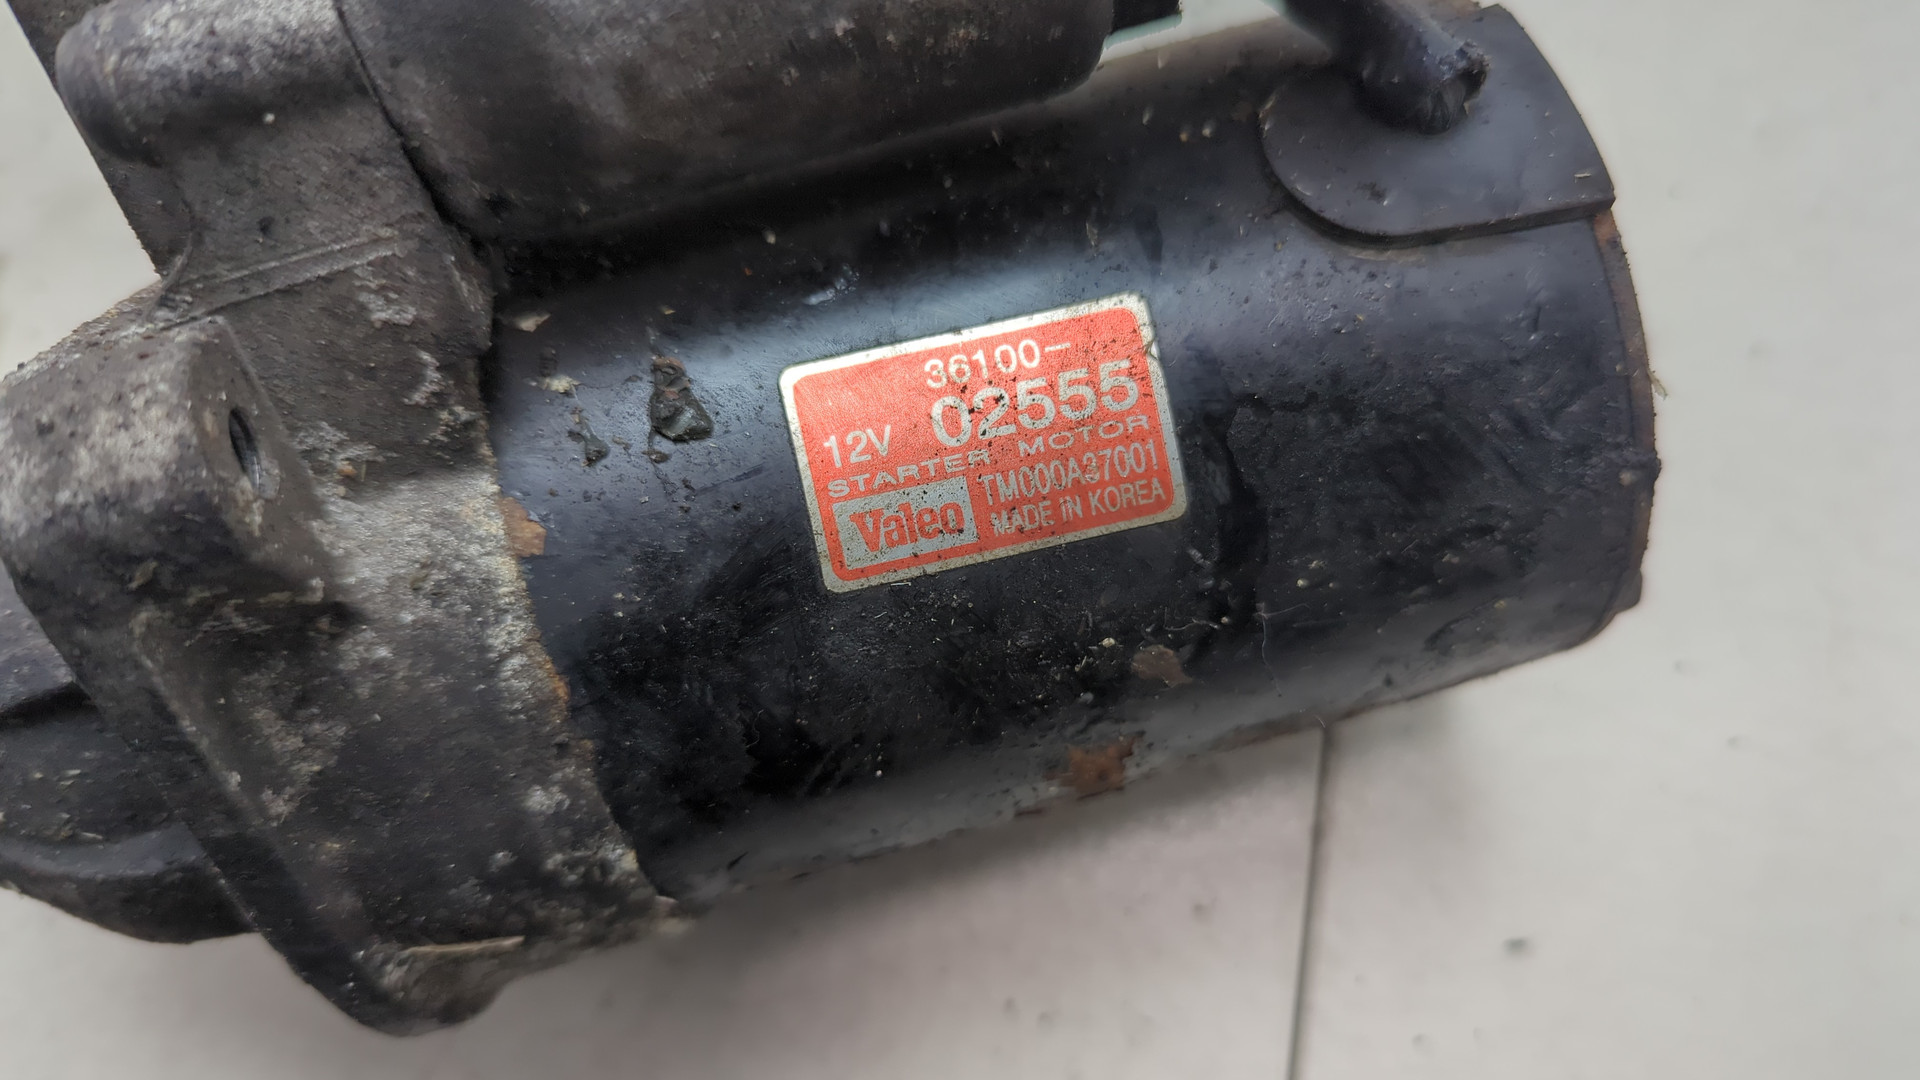 36100-
02555
12V
STARTER MOTOR
TM000A37001
Valeo
MADE IN KOREA